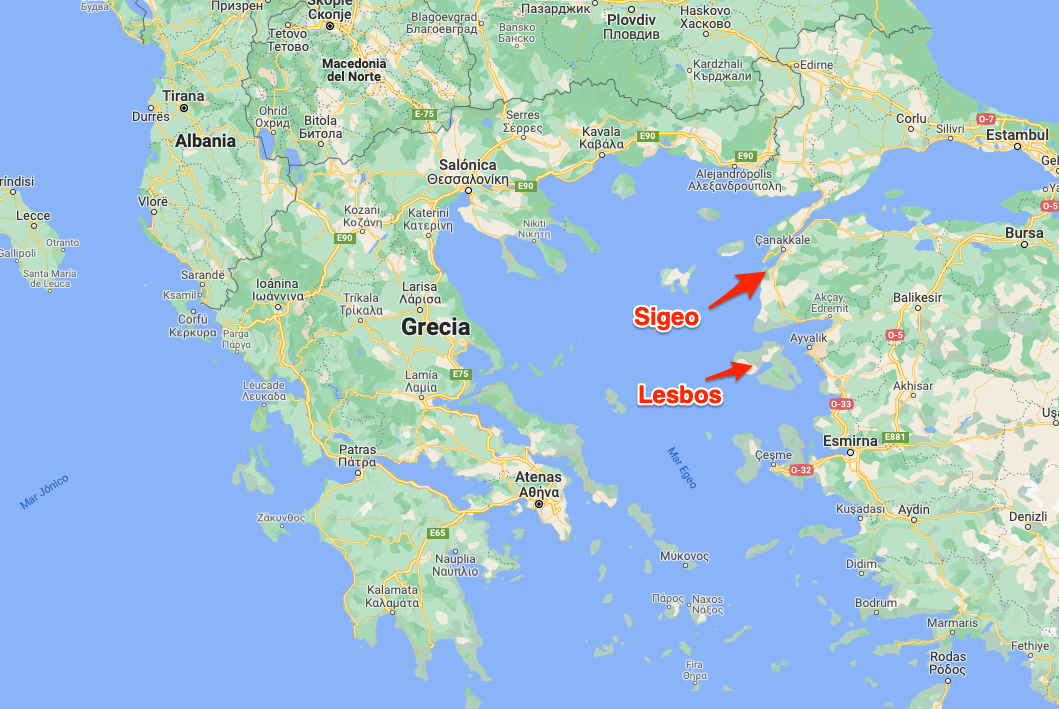 Будва
Призрен
Skopie
Скопје
Tetovo
Тетово
Blagoevgrad
Благоевград
Пазарджик
Bansko
Банско
Plovdiv
Пловдив
Haskovo
Хасково
Macedonia
del Norte
Kardzhali
Кърджали
Edirne
Tirana
Durrës
Albania
Ohrid
Охрид
Bitola
Битола
E-75
Serres
Σέρρες
Kavala
Καβάλα
E90
E90
Corlu
Silivri
O-7
Estambul
Salónica
Θεσσαλονίκη
E90
Alejandrópolis
Αλεξανδρούπολη
ríndisi
Lecce
Otranto
Gallipoli
Santa Maria
de Leuca
Vlorë
Kozani
Κοζάνη
E90
Katerini
Κατερίνη
Nikiti
Νικήτη
Çanakkale
O-5
Bursa
Sarandë
Ksamil
Corfú
Κέρκυρα
Ioánina
Ιωάννινα
Parga
Πάργα
Tríkala
Τρίκαλα
Larisa
Λάρισα
Grecia
Sigeo
Akçay,
Edremit
Balikesir
O-5
Ayvalik
Lesbos
Léucade
Λευκάδα
Lamía
Λαμία
E75
Akhisar
O-33
Esmirna
E881
Uşa
Çeşme
O-32
Mar Egeo
Mar Jónico
Patras
Πάτρα
Atenas
Αθήνα
Ζάκυνθος
E65
Nauplia
Ναύπλιο
Kalamata
Καλαμάτα
Kuşadası
Aydin
Denizli
Μύκονος
Didim
Πάρος
Naxos
Νάξος
Bodrum
Marmaris
Fethiye
Fira
Θήρα
Rodas
Ρόδος